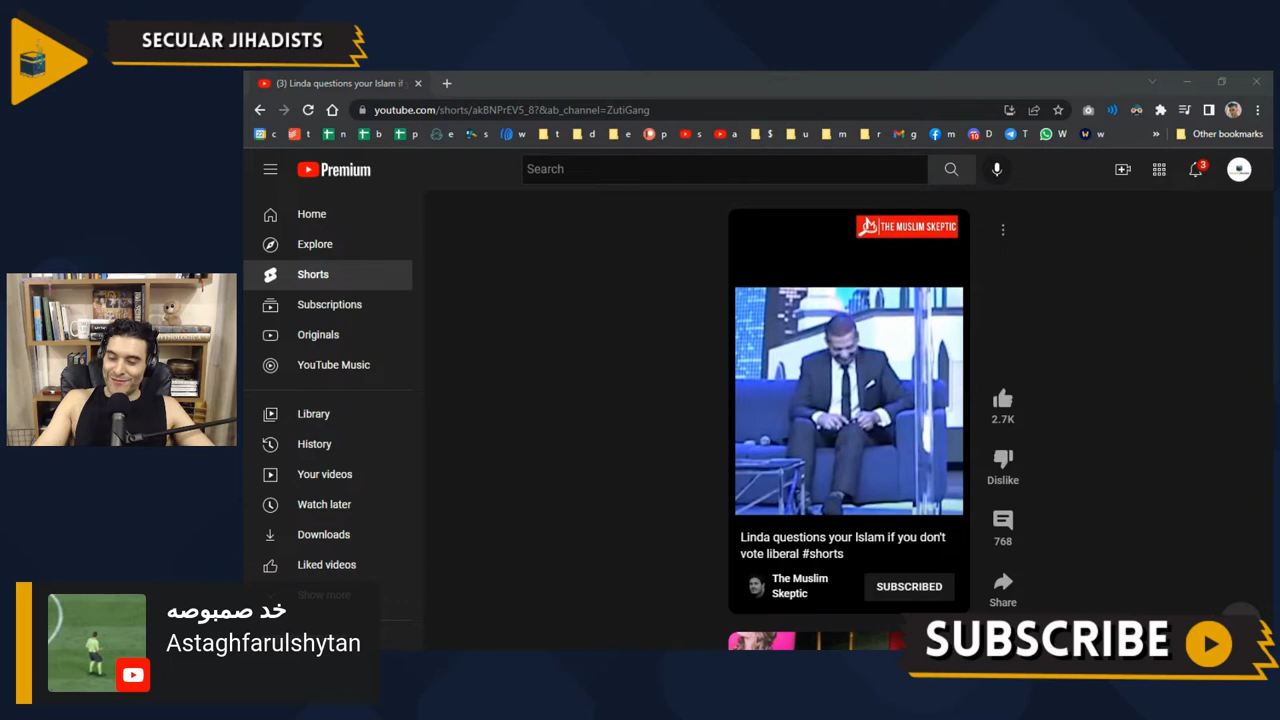 SECULAR JIHADISTS
(3) Linda questions your Islam if y
youtube.com/shorts/akBNPrEV5_8?&ab_channel=ZutiGang
c t n b p e s w t d e p s a $ u m r g m D T W w » Other bookmarks
Premium
Search
3
Home
Explore
Shorts
Subscriptions
Originals
YouTube Music
Library
History
Your videos
Watch later
Downloads
Liked videos
Show more
THE MUSLIM SKEPTIC
2.7K
Dislike
768
Share
Linda questions your Islam if you don't
vote liberal #shorts
The Muslim
Skeptic
SUBSCRIBED
خد صمبوصه
Astaghfarulshytan
SUBSCRIBE